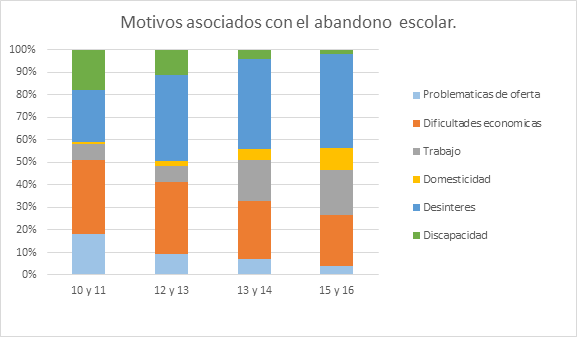 Motivos asociados con el abandono escolar.
100%
90%
80%
70%
60%
50%
40%
30%
20%
10%
0%
10 y 11
12 y 13
13 y 14
15 y 16
Problematicas de oferta
Dificultades economicas
Trabajo
Domesticidad
Desinteres
Discapacidad